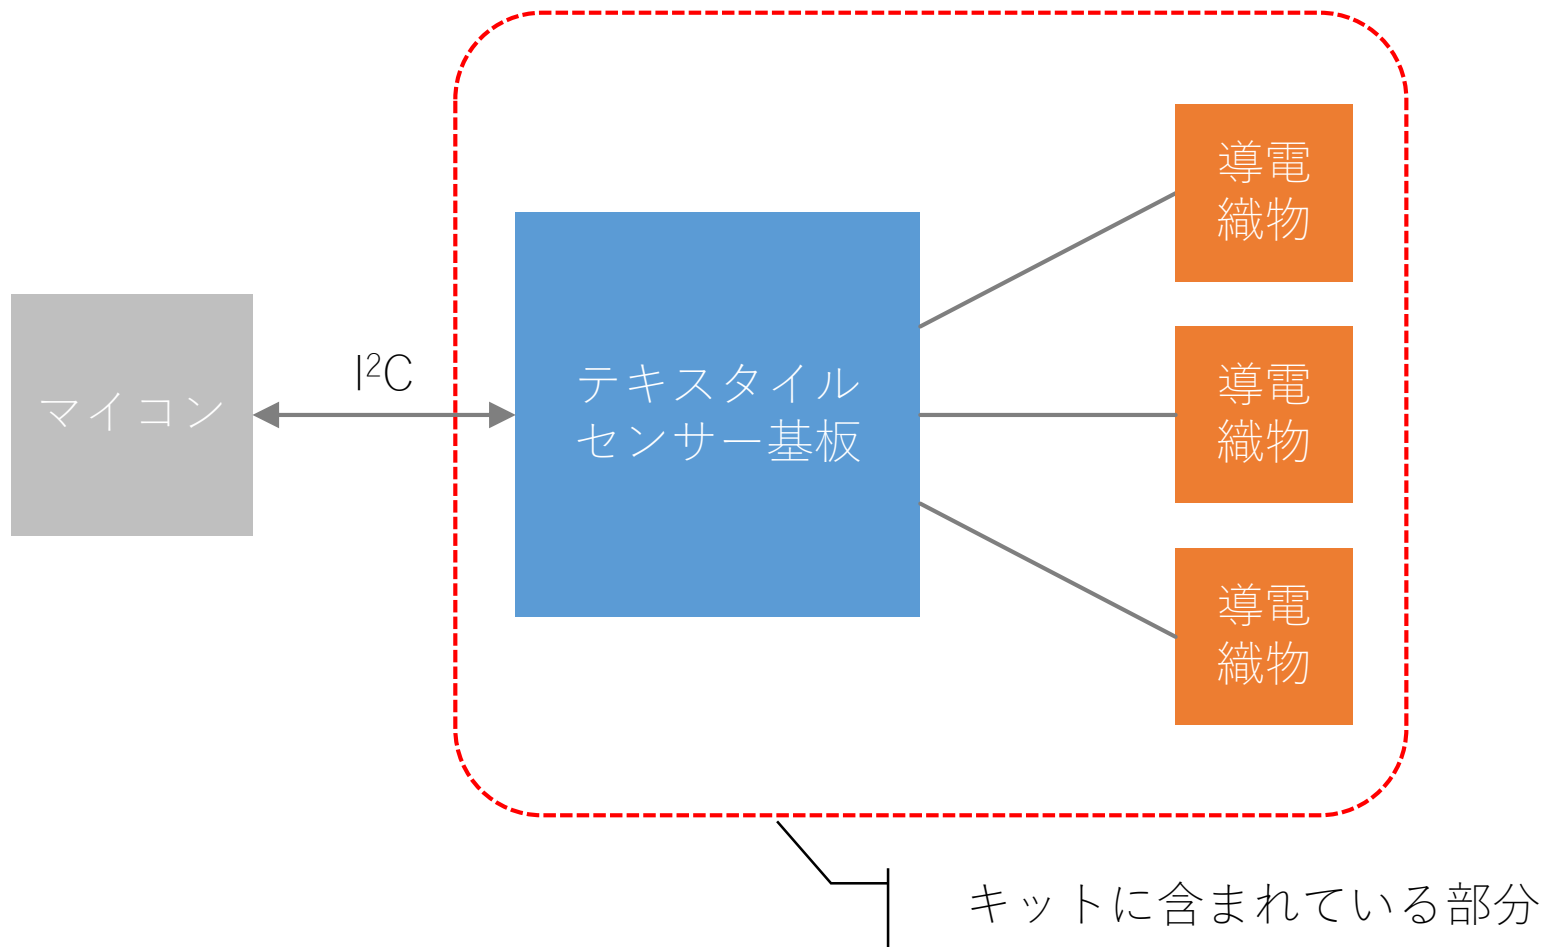 導電
織物
マイコン
I²C
テキスタイル
センサー基板
導電
織物
導電
織物
キットに含まれている部分